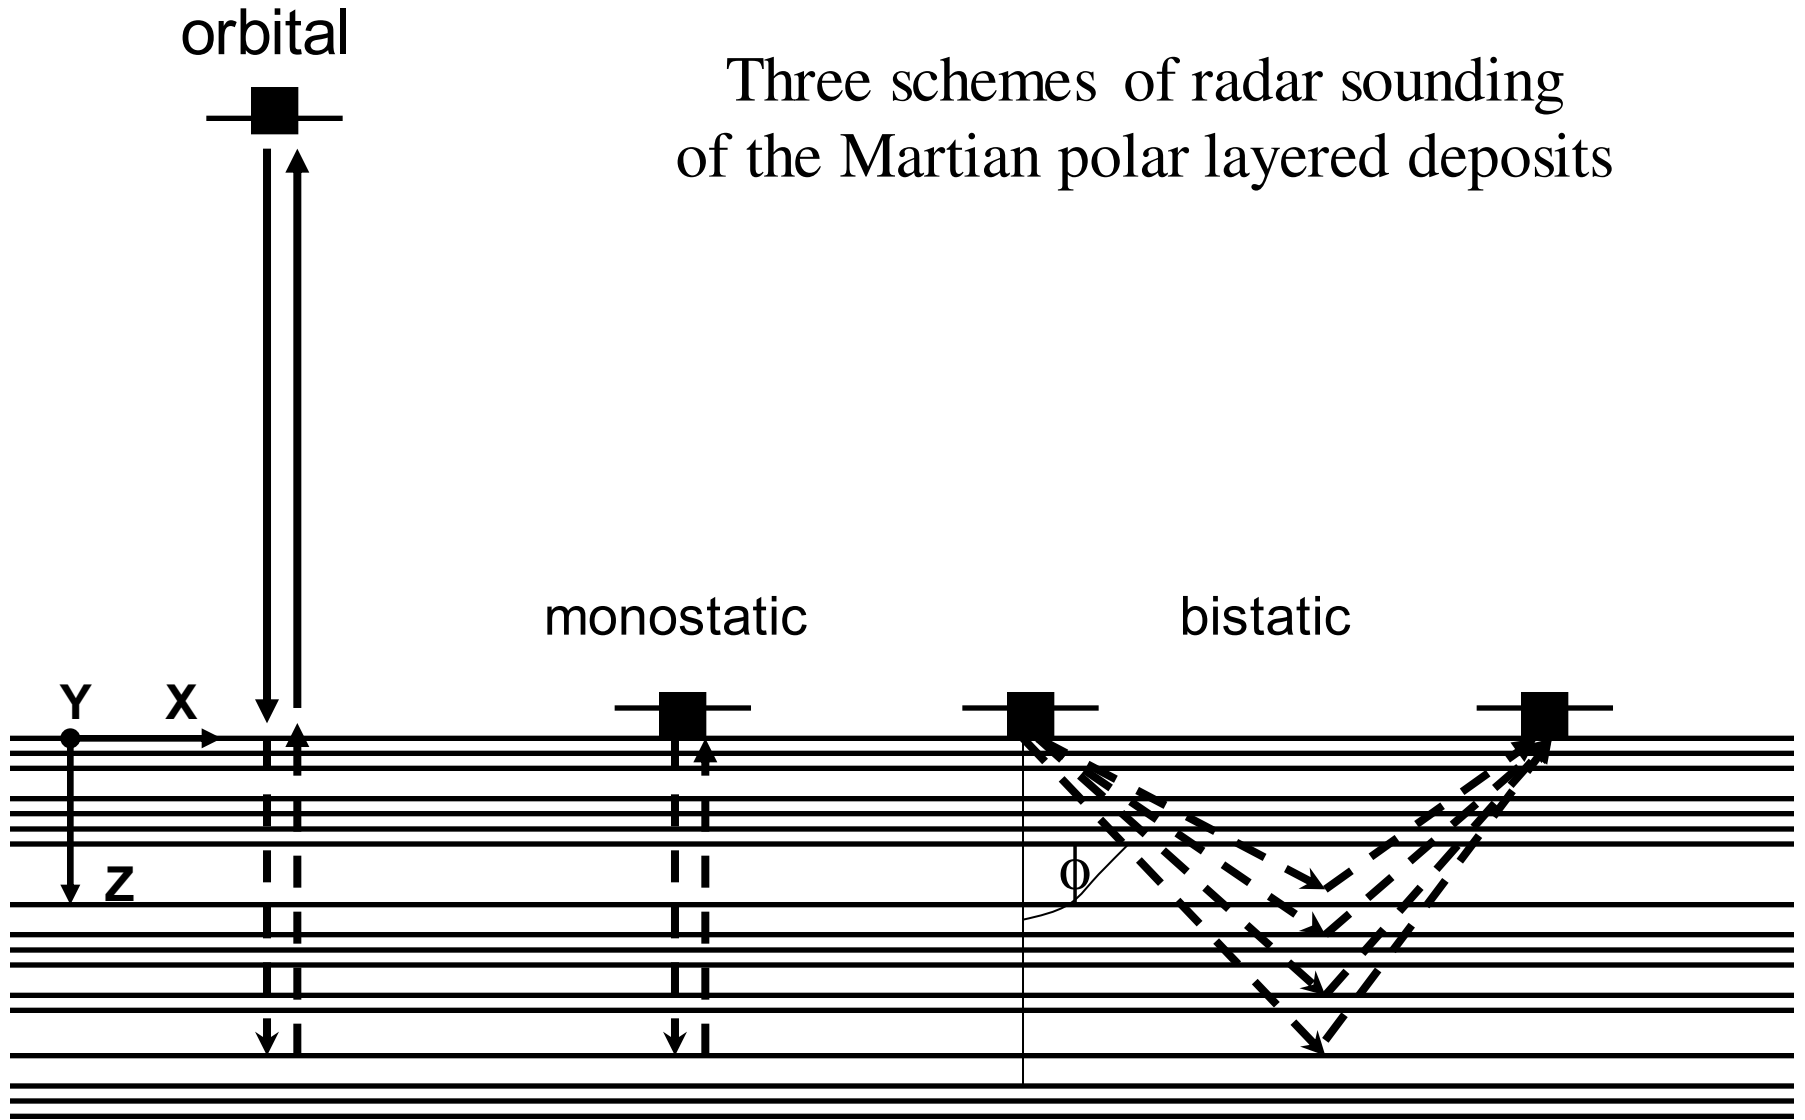 orbital
Three schemes of radar sounding
of the Martian polar layered deposits
monostatic
bistatic
Y
X
Z
φ